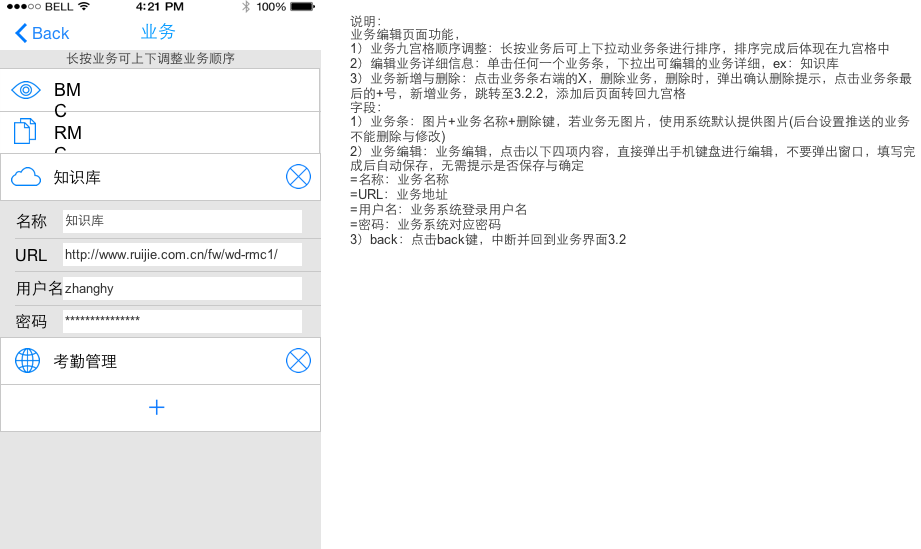 BELL 4:21 PM 100%
Back 业务
长按业务可上下调整业务顺序
BM
C
RM
C
知识库
名称 知识库
URL http://www.ruijie.com.cn/fw/wd-rmc1/
用户名 zhanghy
密码 ***************
考勤管理
+
说明：
业务编辑页面功能，
1）业务九宫格顺序调整：长按业务后可上下拉动业务条进行排序，排序完成后体现在九宫格中
2）编辑业务详细信息：单击任何一个业务条，下拉出可编辑的业务详细，ex：知识库
3）业务新增与删除：点击业务条右端的X，删除业务，删除时，弹出确认删除提示，点击业务条最
后的+号，新增业务，跳转至3.2.2，添加后页面转回九宫格
字段：
1）业务条：图片+业务名称+删除键，若业务无图片，使用系统默认提供图片(后台设置推送的业务
不能删除与修改)
2）业务编辑：业务编辑，点击以下四项内容，直接弹出手机键盘进行编辑，不要弹出窗口，填写完
成后自动保存，无需提示是否保存与确定
=名称：业务名称
=URL：业务地址
=用户名：业务系统登录用户名
=密码：业务系统对应密码
3）back：点击back键，中断并回到业务界面3.2